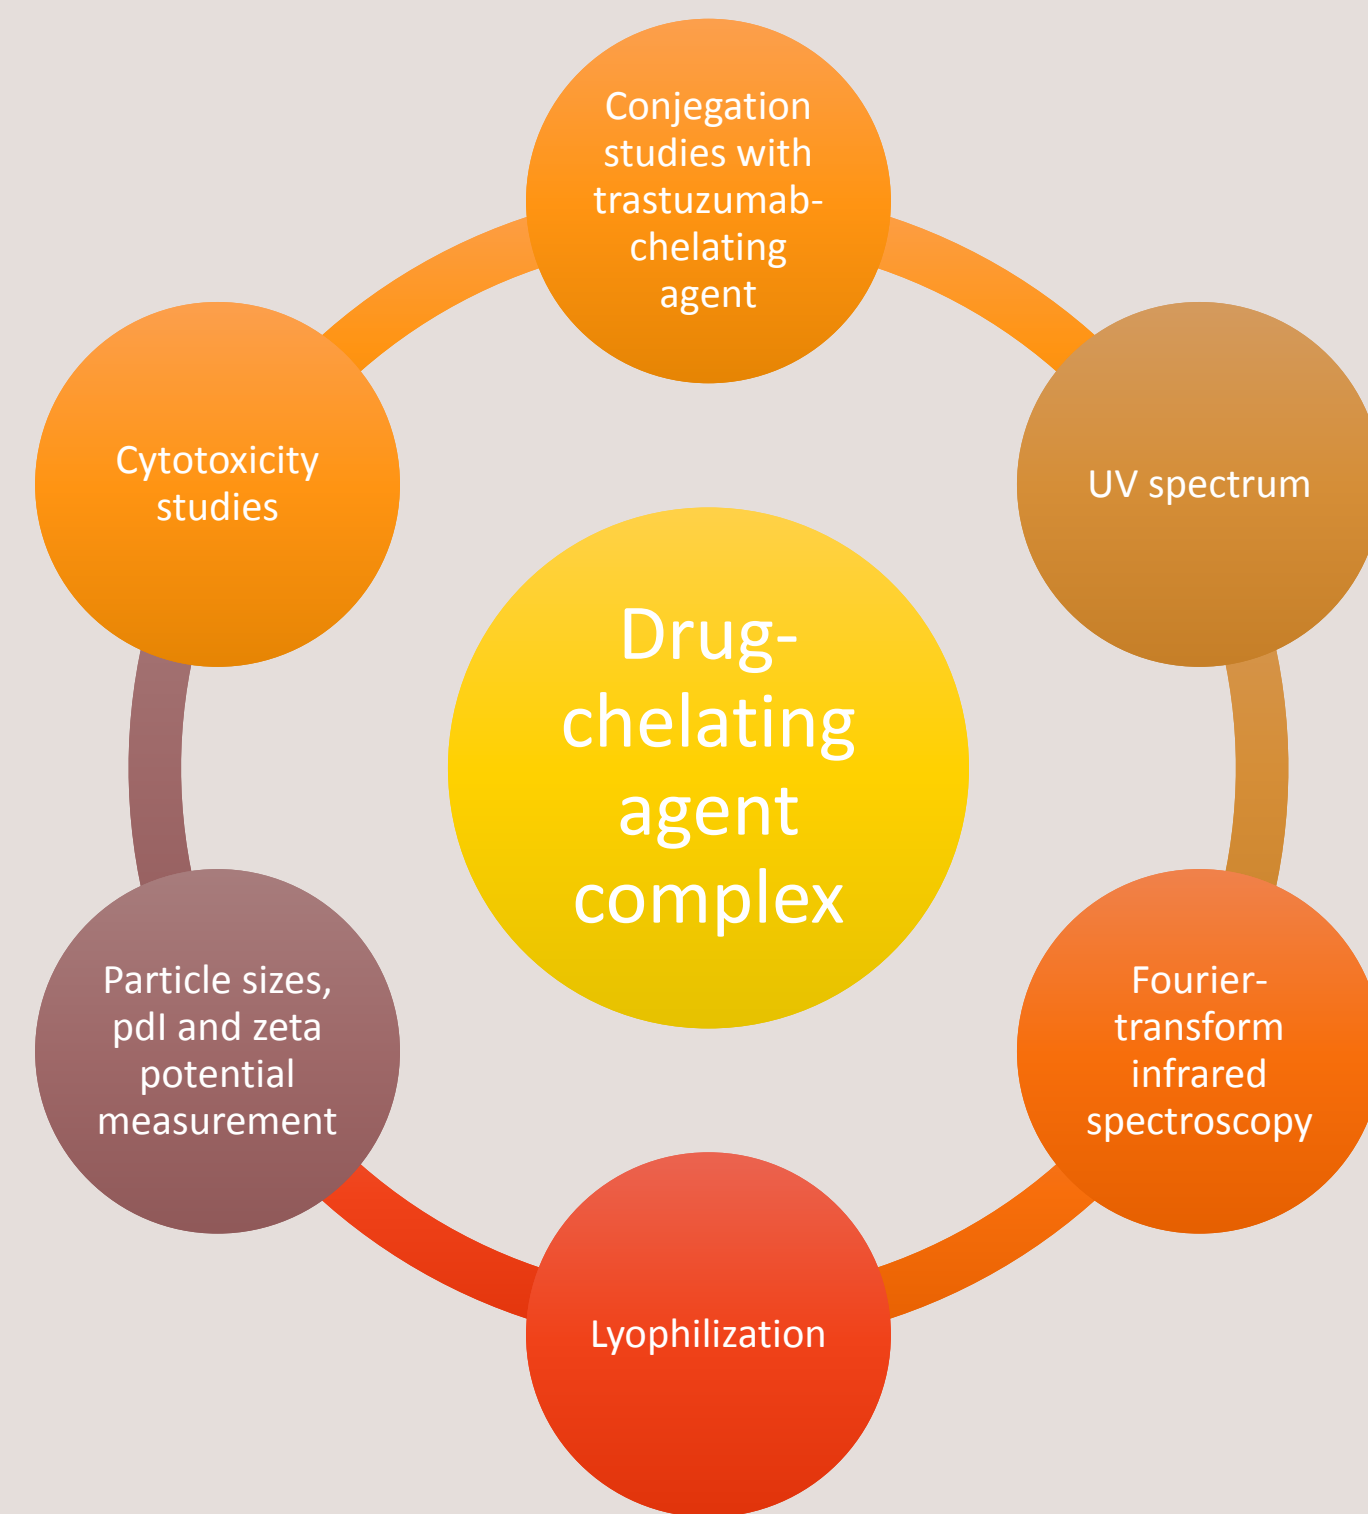 Conjegation
studies with
trastuzumab-
chelating
agent
UV spectrum
Fourier-
transform
infrared
spectroscopy
Lyophilization
Particle sizes,
pdI and zeta
potential
measurement
Cytotoxicity
studies
Drug-
chelating
agent
complex